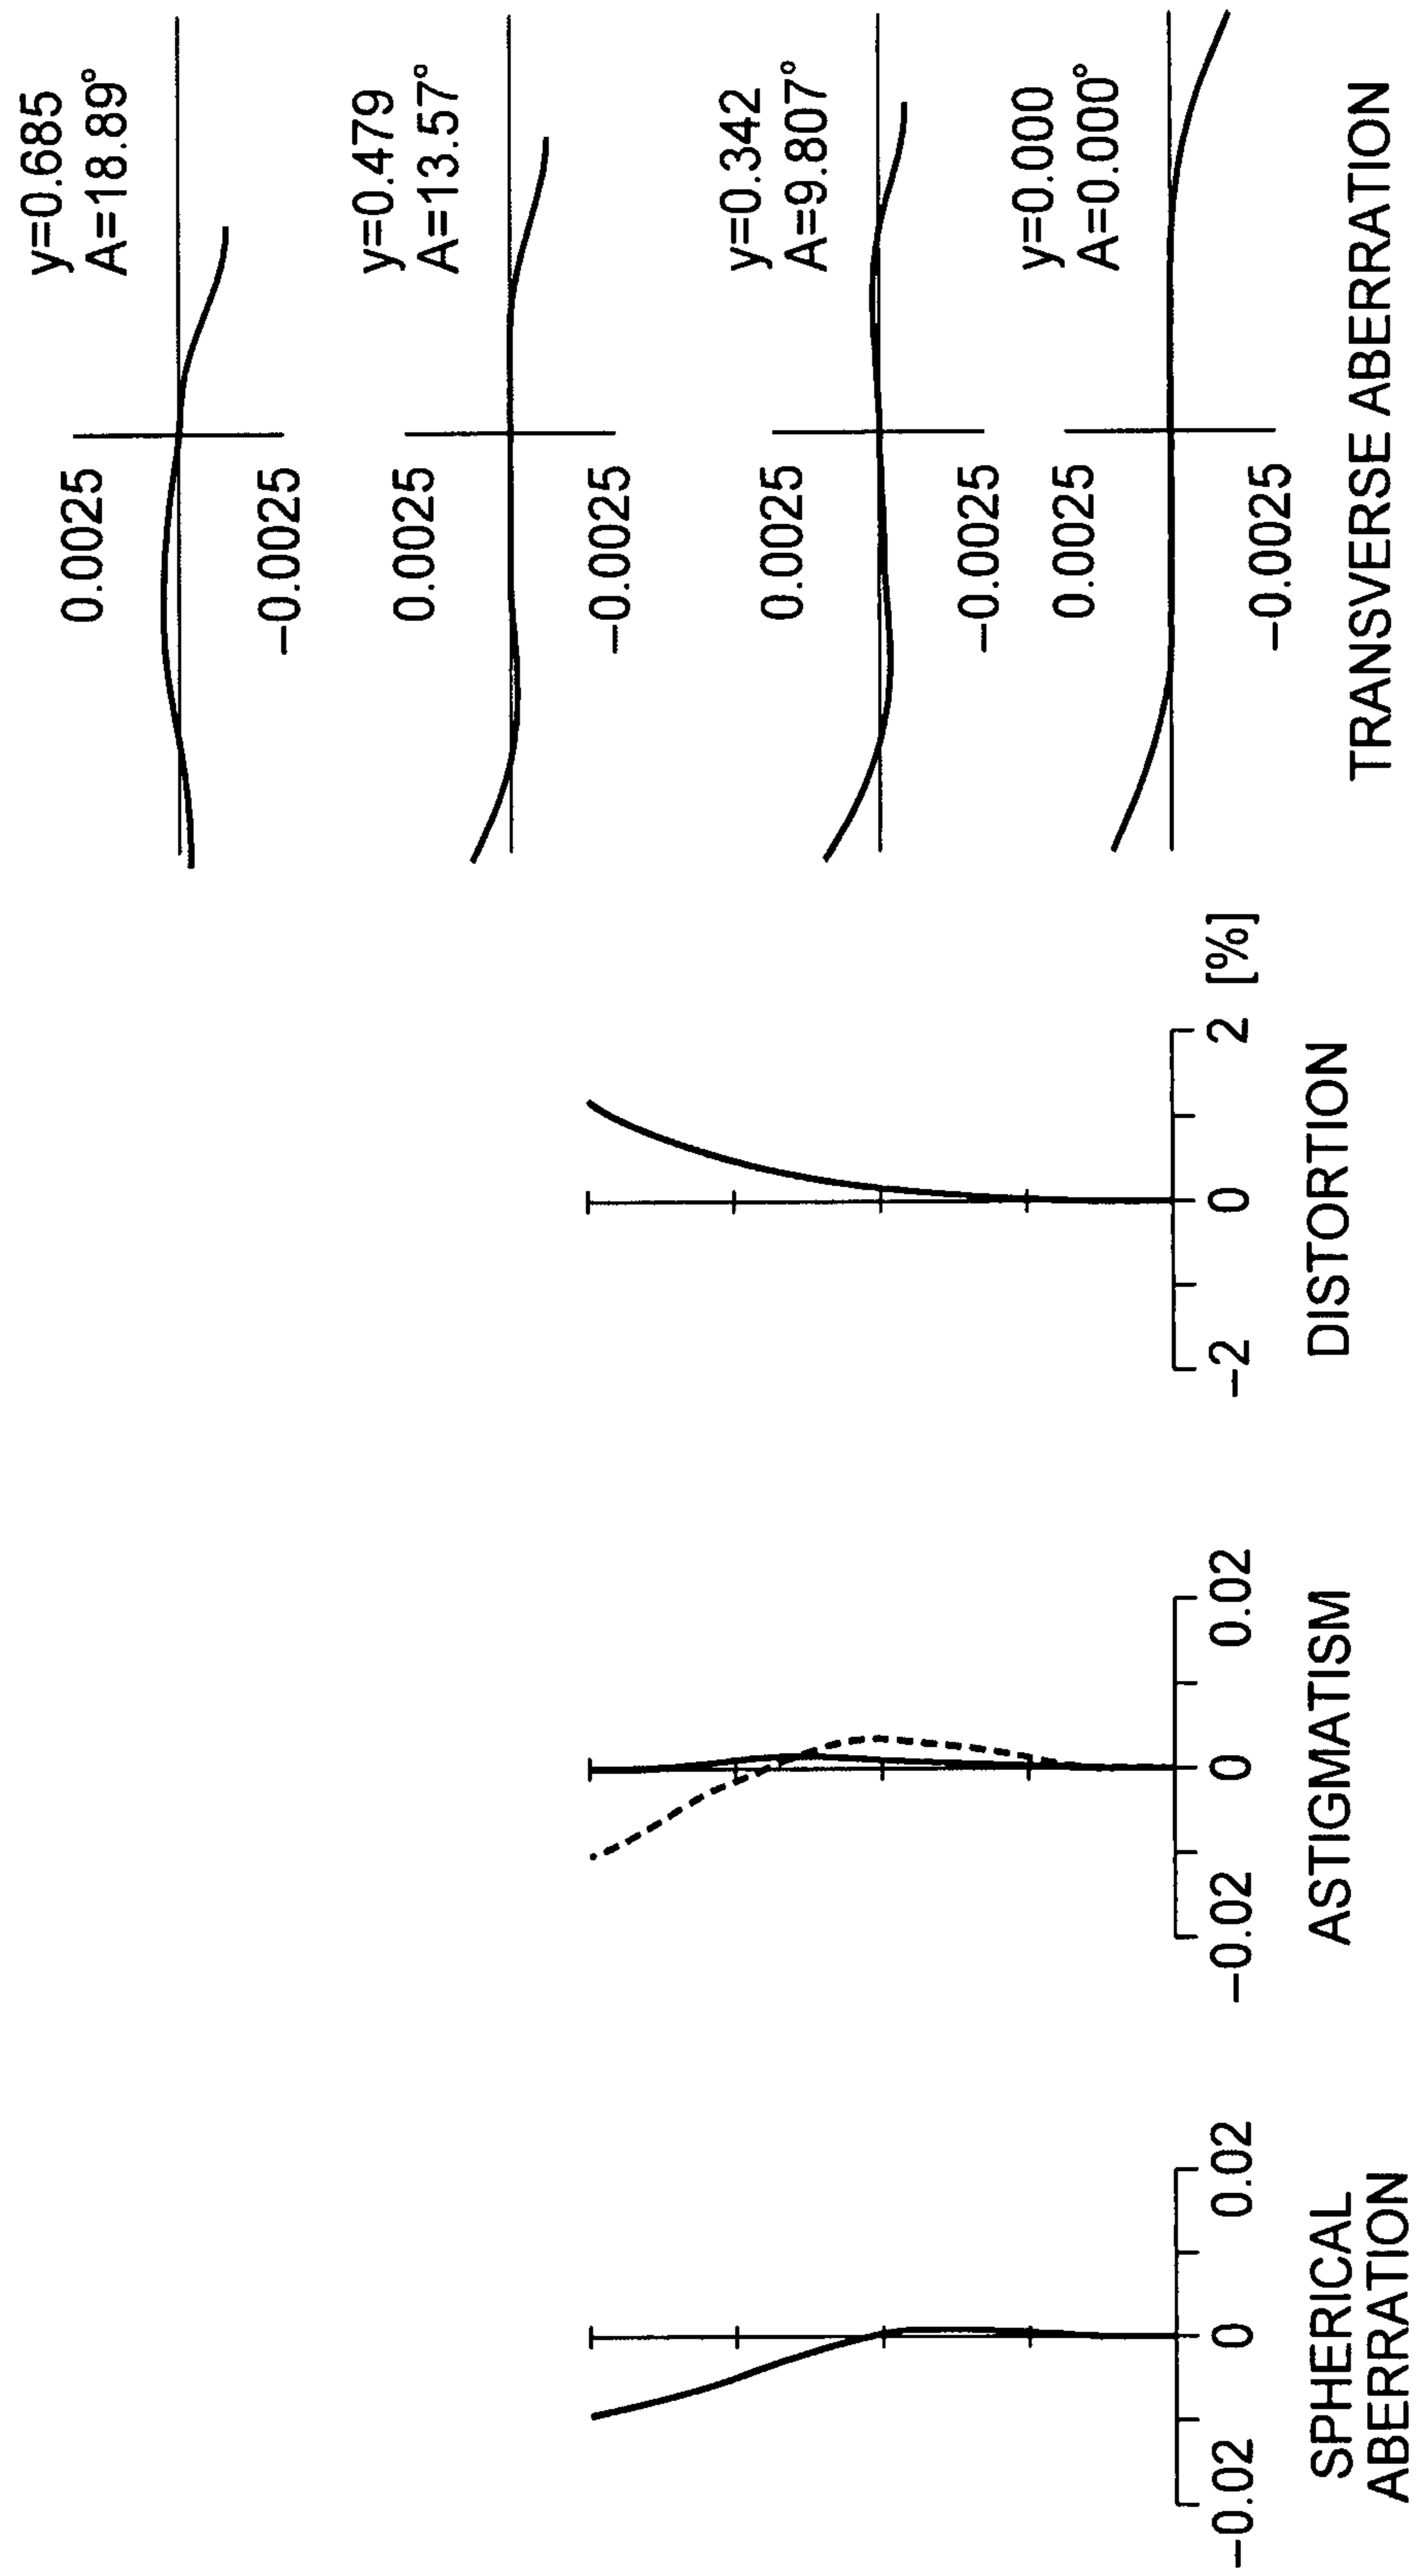 y=0.685
A=18.89°
0.0025
−0.0025
y=0.479
A=13.57°
0.0025
−0.0025
y=0.342
A=9.807°
0.0025
−0.0025
y=0.000
A=0.000°
0.0025
−0.0025
TRANSVERSE ABERRATION
−2 0 2 [%]
DISTORTION
−0.02 0 0.02
ASTIGMATISM
−0.02 0 0.02
SPHERICAL
ABERRATION